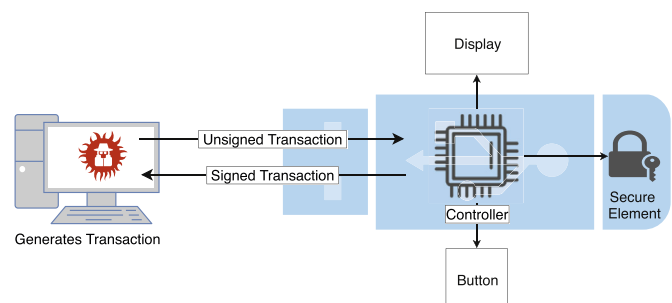 Display
Unsigned Transaction
Signed Transaction
Controller
Secure
Element
Generates Transaction
Button